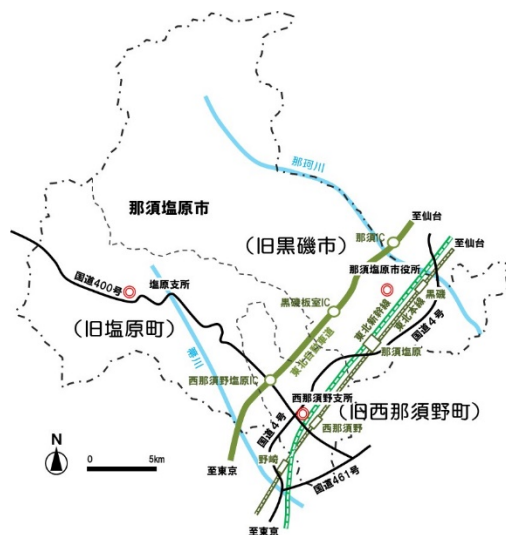 那珂川
那須塩原市
至仙台
那須IC
(旧黒磯市)
至仙台
那須塩原市役所
国道400号
塩原支所
黒磯
黒磯板室IC
東北新幹線
東北本線
国道4号
(旧塩原町)
東北自動車道
那須塩原
箒川
西那須野塩原IC
西那須野支所
(旧西那須野町)
国道4号
西那須野
N
0
5km
野崎
至東京
国道461号
至東京